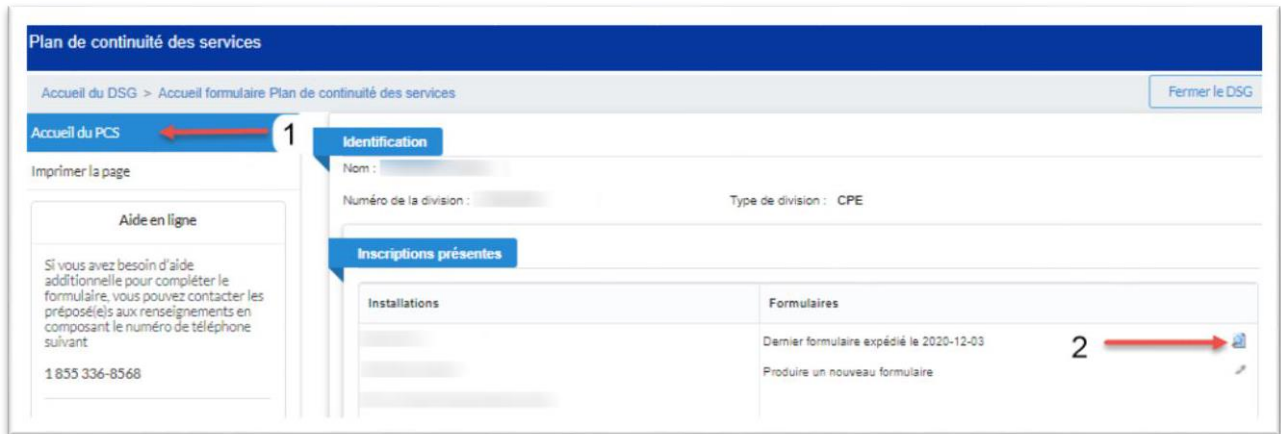 Plan de continuité des services
Accueil du DSG > Accueil formulaire Plan de continuité des services
Fermer le DSG
Accueil du PCS
1
Imprimer la page
Aide en ligne
Si vous avez besoin d'aide
additionnelle pour compléter le
formulaire, vous pouvez contacter les
préposé(e)s aux renseignements en
composant le numéro de téléphone
suivant
1 855 336-8568
Identification
Nom :
Numéro de la division :
Type de division : CPE
Inscriptions présentes
Installations
Formulaires
Dernier formulaire expédié le 2020-12-03
2
Produire un nouveau formulaire